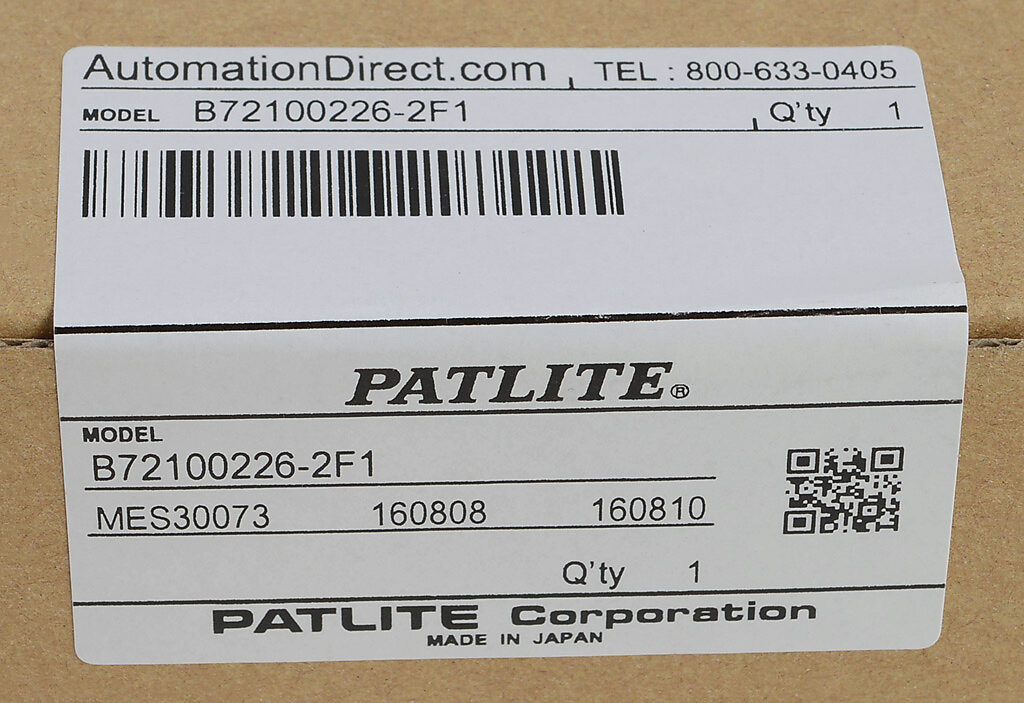 AutomationDirect.com TEL : 800-633-0405
MODEL B72100226-2F1 Q'ty 1
PATLITE®
MODEL
B72100226-2F1
MES30073 160808 160810
Q'ty 1
PATLITE Corporation
MADE IN JAPAN